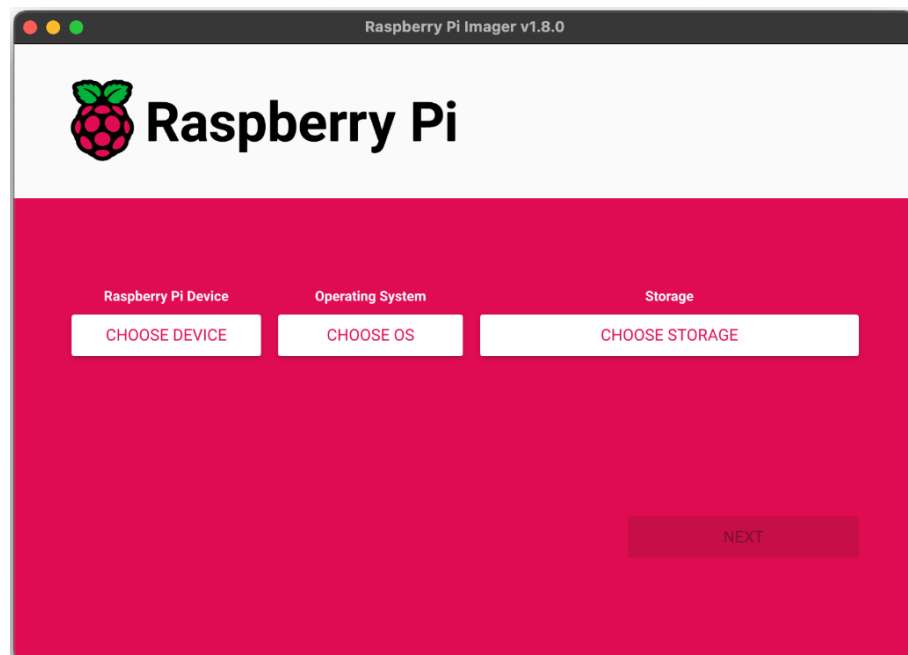 Raspberry Pi Imager v1.8.0
Raspberry Pi
Raspberry Pi Device
Operating System
Storage
CHOOSE DEVICE
CHOOSE OS
CHOOSE STORAGE
NEXT